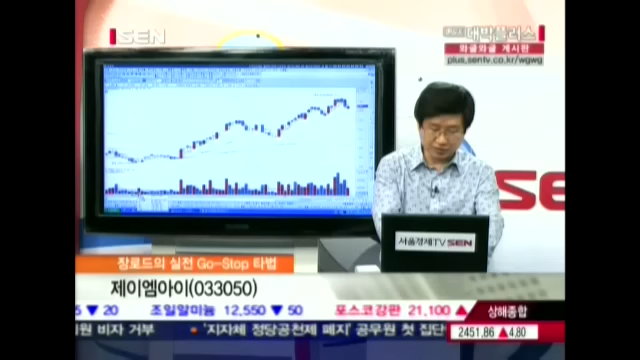 SEN
대박플러스
와글와글 게시판
plus.sentv.co.kr/wgwg
SEN
서울경제TV SEN
장로드의 실전 Go-Stop 타법
제이엠아이(033050)
5 ▼ 20 조일알미늄 12,550 ▼ 50 포스코강판 21,100 ▲ 상해종합
의원 비자 거부 ▪ '지자체 정당공천제 폐지' 공무원 첫 집단 2451,86 ▲ 4,80